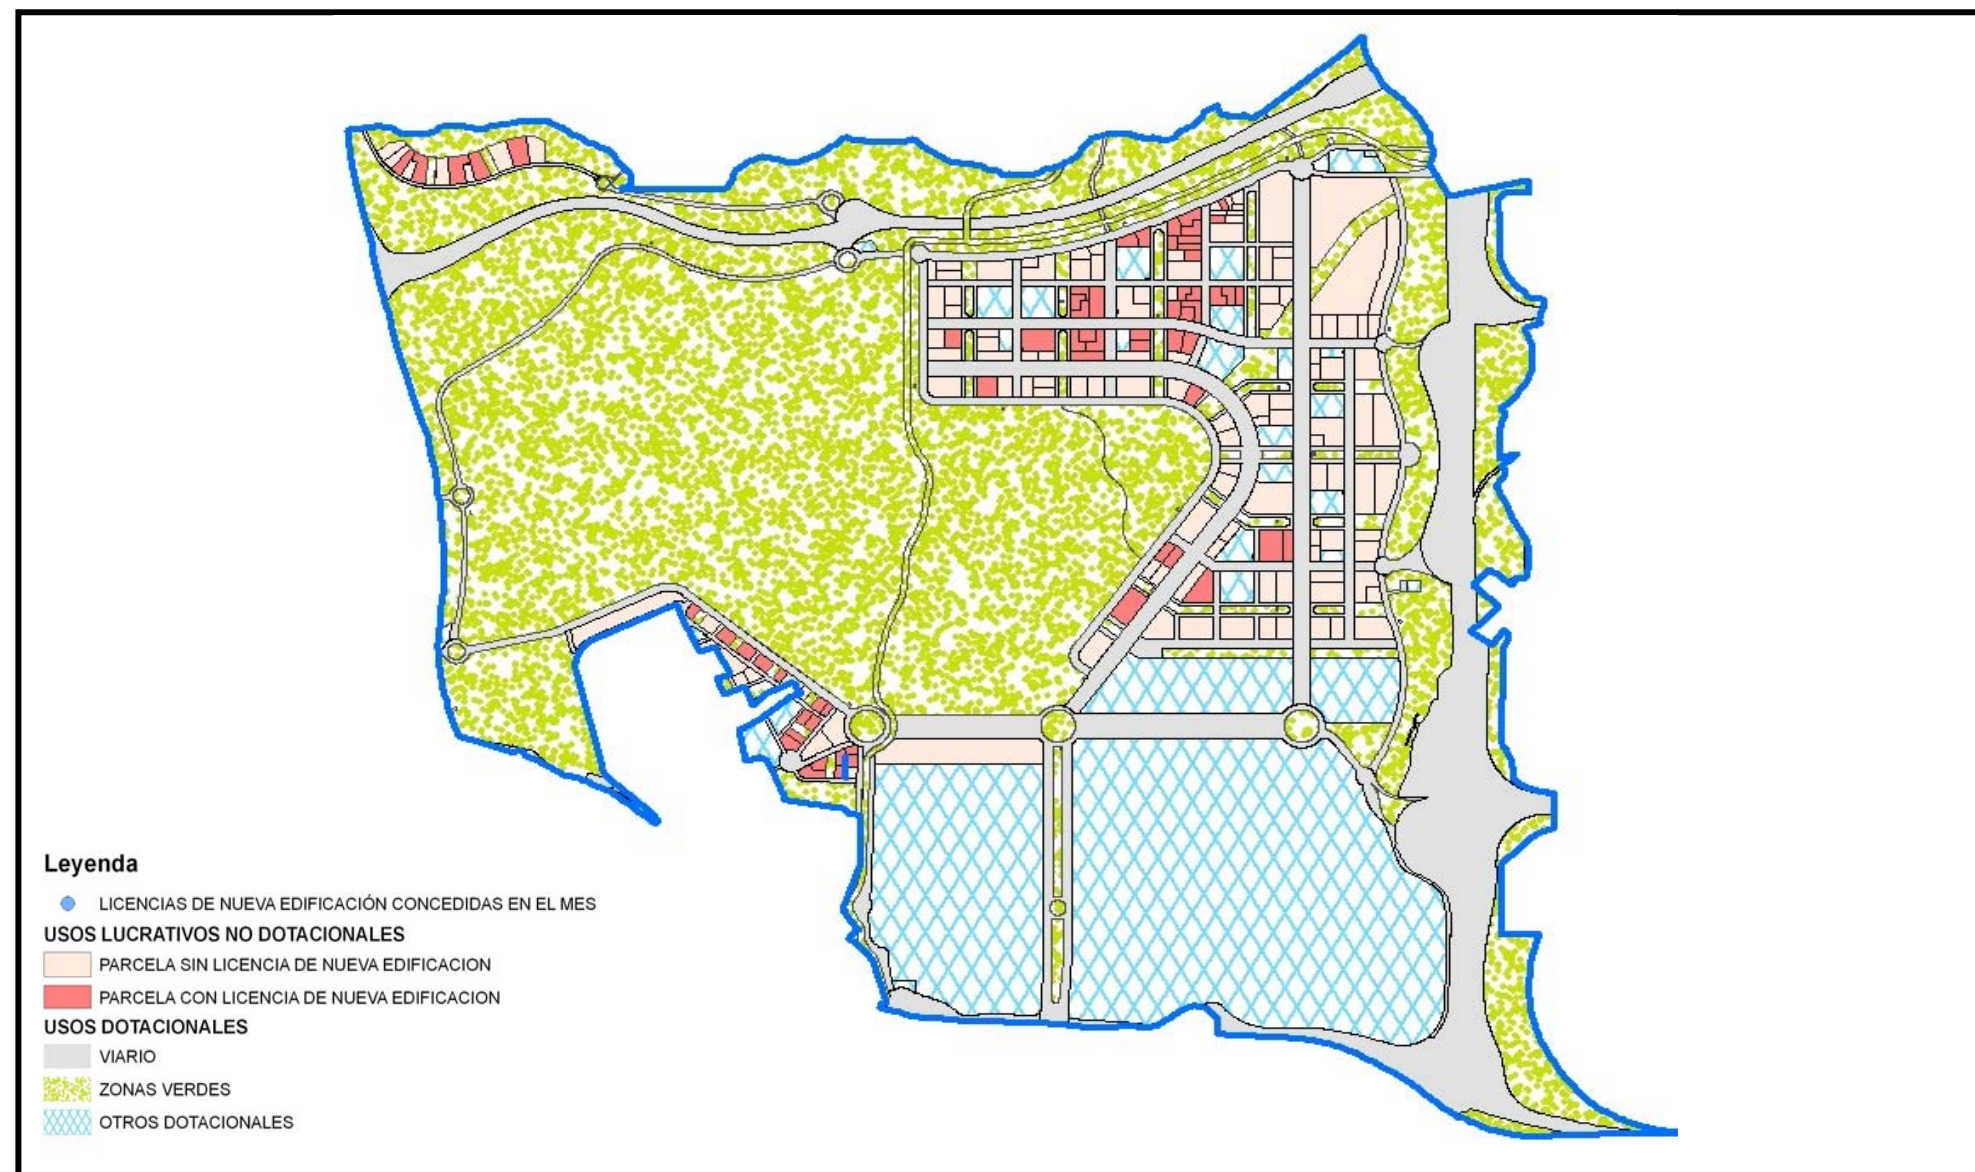 Leyenda
LICENCIAS DE NUEVA EDIFICACIÓN CONCEDIDAS EN EL MES
USOS LUCRATIVOS NO DOTACIONALES
PARCELA SIN LICENCIA DE NUEVA EDIFICACION
PARCELA CON LICENCIA DE NUEVA EDIFICACION
USOS DOTACIONALES
VIARIO
ZONAS VERDES
OTROS DOTACIONALES